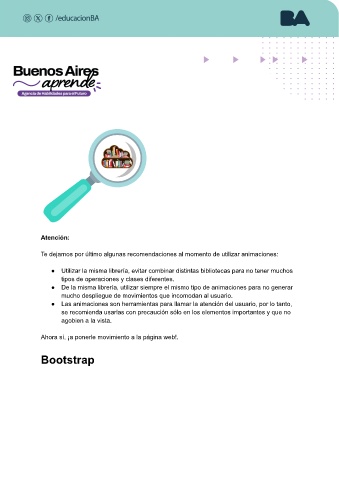 /educacionBA
BA
Buenos Aires
aprende
Agencia de Habilidades para el Futuro
Atención:
Te dejamos por último algunas recomendaciones al momento de utilizar animaciones:
● Utilizar la misma librería, evitar combinar distintas bibliotecas para no tener muchos
tipos de operaciones y clases diferentes.
● De la misma librería, utilizar siempre el mismo tipo de animaciones para no generar
mucho despliegue de movimientos que incomodan al usuario.
● Las animaciones son herramientas para llamar la atención del usuario, por lo tanto,
se recomienda usarlas con precaución sólo en los elementos importantes y que no
agobien a la vista.
Ahora sí, ¡a ponerle movimiento a la página web!.
Bootstrap